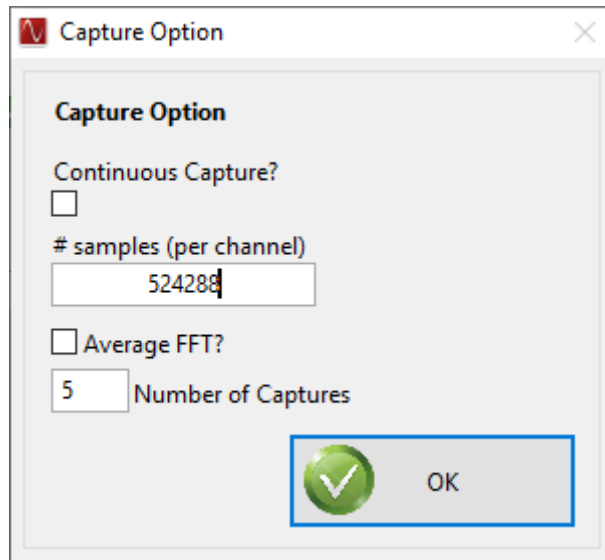 Capture Option
Capture Option
Continuous Capture?
# samples (per channel)
524288
Average FFT?
5 Number of Captures
OK